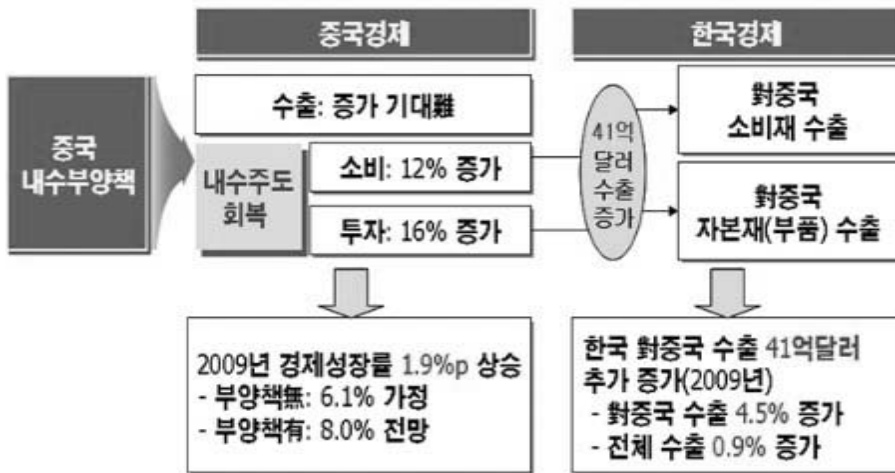 중국경제
한국경제
중국
내수부양책
수출: 증가 기대難
내수주도
회복
소비: 12% 증가
투자: 16% 증가
41억
달러
수출
증가
對중국
소비재 수출
對중국
자본재(부품) 수출
2009년 경제성장률 1.9%p 상승
- 부양책無: 6.1% 가정
- 부양책有: 8.0% 전망
한국 對중국 수출 41억달러
추가 증가(2009년)
- 對중국 수출 4.5% 증가
- 전체 수출 0.9% 증가